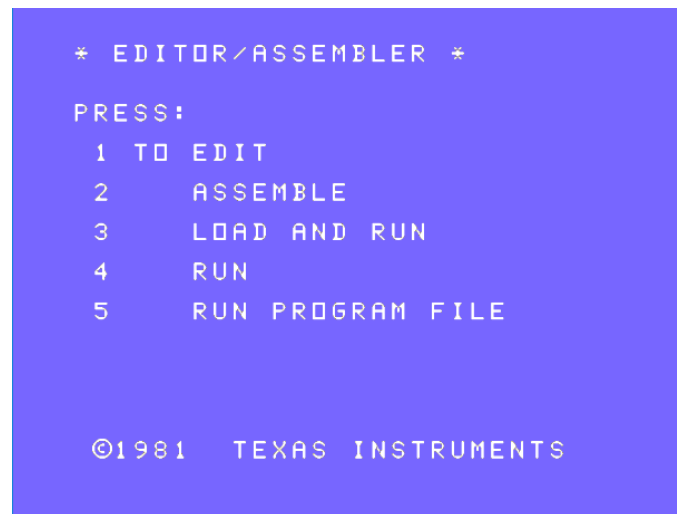 * EDITOR/ASSEMBLER *
PRESS:
1 TO EDIT
2 ASSEMBLE
3 LOAD AND RUN
4 RUN
5 RUN PROGRAM FILE
©1981 TEXAS INSTRUMENTS